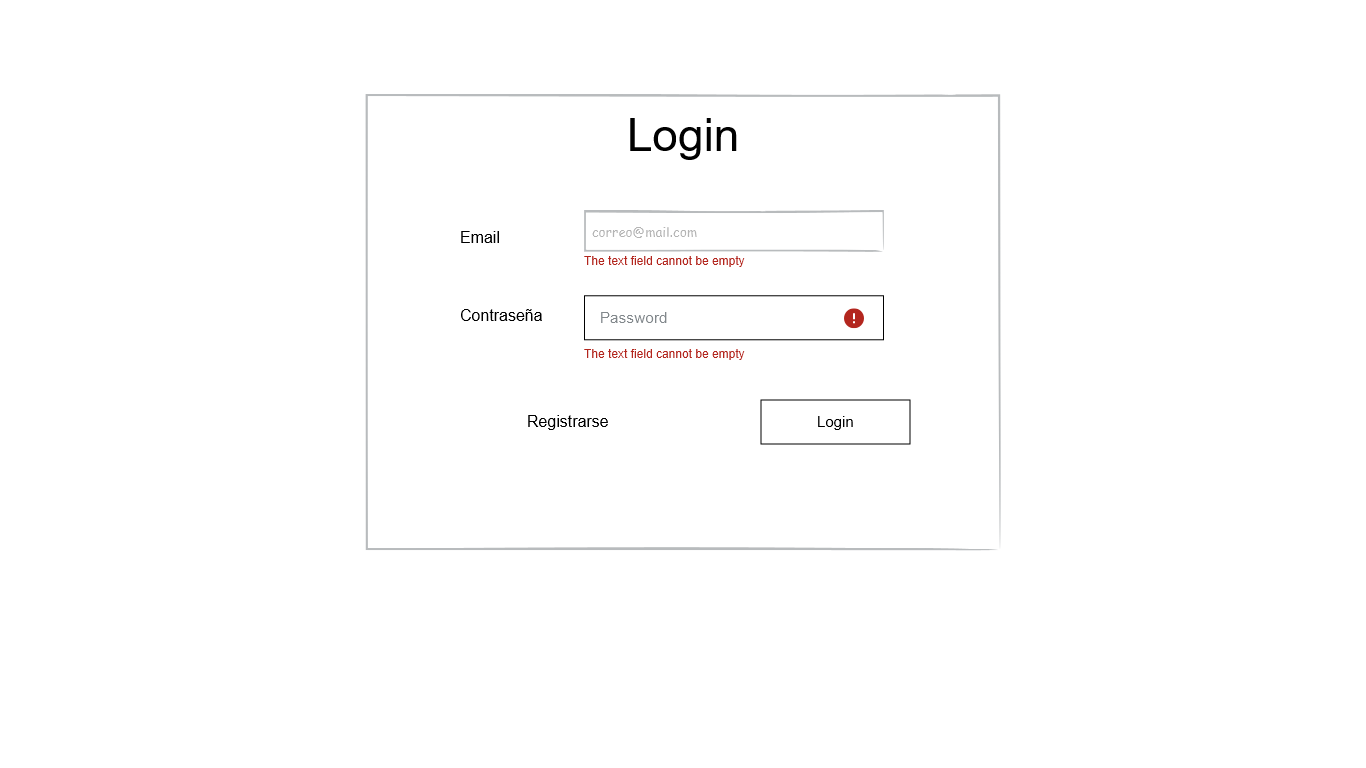 Login
Email
correo@mail.com
The text field cannot be empty
Contraseña
Password
The text field cannot be empty
Registrarse
Login